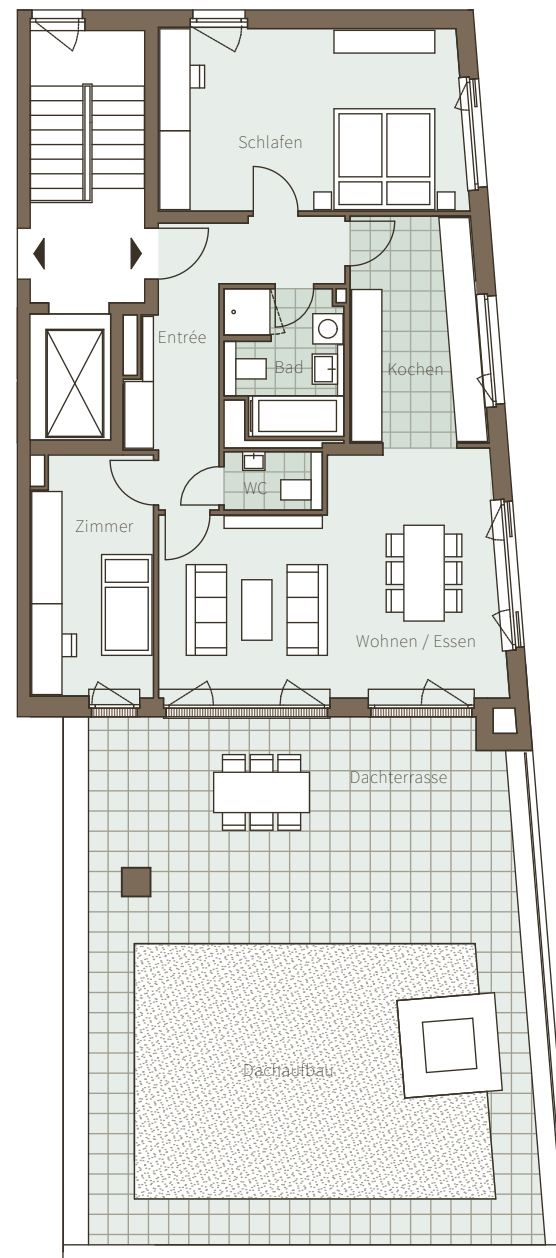 Schlafen
Entrée
Bad
Kochen
WC
Zimmer
Wohnen / Essen
Dachterrasse
Dachaufbau